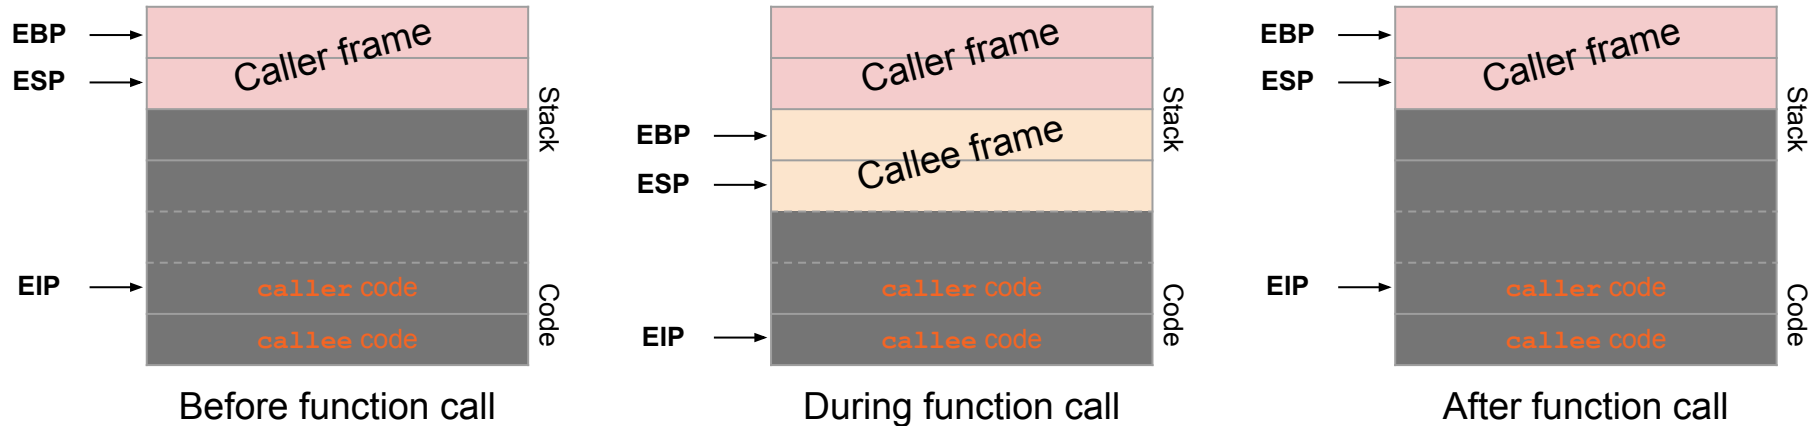 EBP
ESP
Caller frame
Stack
EIP
caller code
callee code
Code
Before function call
Caller frame
EBP
Callee frame
ESP
Stack
caller code
EIP
callee code
Code
During function call
EBP
ESP
Caller frame
Stack
EIP
caller code
callee code
Code
After function call